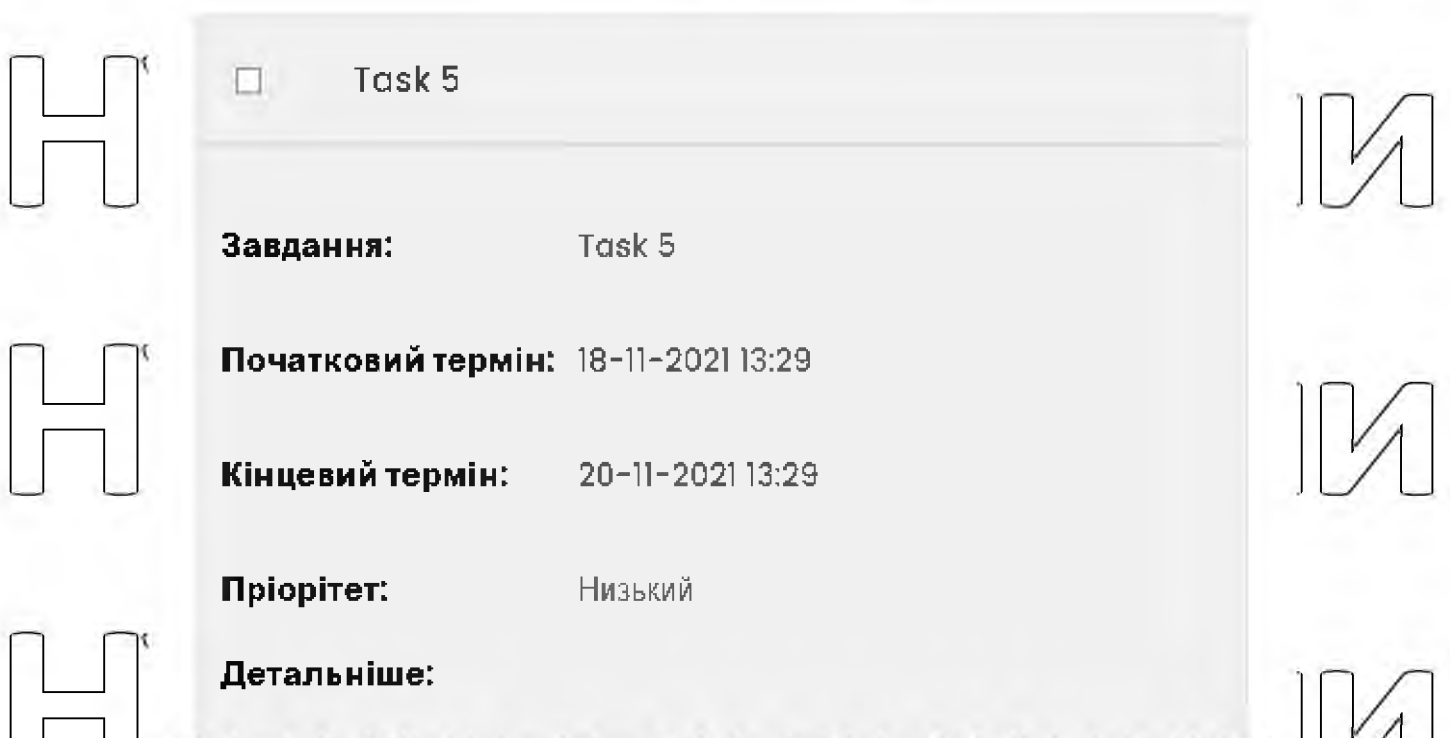 Task 5
Завдання: Task 5
Початковий термін: 18-11-2021 13:29
Кінцевий термін: 20-11-2021 13:29
Пріорітет: Низький
Детальніше: